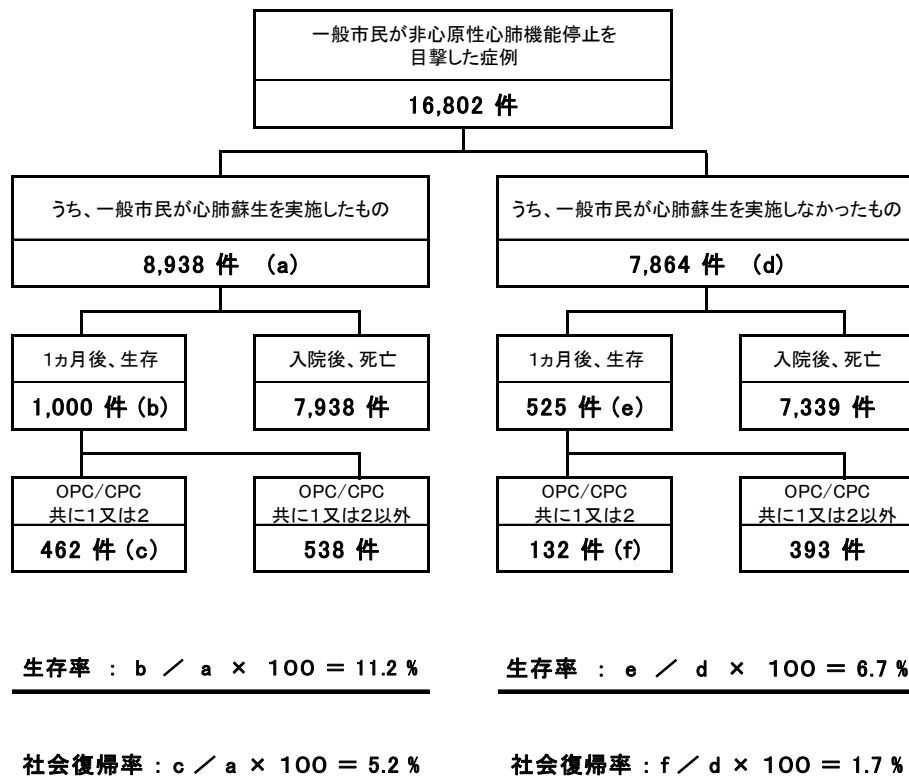 一般市民が非心原性心肺機能停止を
目撃した症例
16,802 件
うち、一般市民が心肺蘇生を実施したもの
8,938 件 (a)
うち、一般市民が心肺蘇生を実施しなかったもの
7,864 件 (d)
1ヵ月後、生存
1,000 件 (b)
入院後、死亡
7,938 件
1ヵ月後、生存
525 件 (e)
入院後、死亡
7,339 件
OPC/CPC
共に1又は2
462 件 (c)
OPC/CPC
共に1又は2以外
538 件
OPC/CPC
共に1又は2
132 件 (f)
OPC/CPC
共に1又は2以外
393 件
生存率 : b / a × 100 = 11.2 %
生存率 : e / d × 100 = 6.7 %
社会復帰率 : c / a × 100 = 5.2 %
社会復帰率 : f / d × 100 = 1.7 %